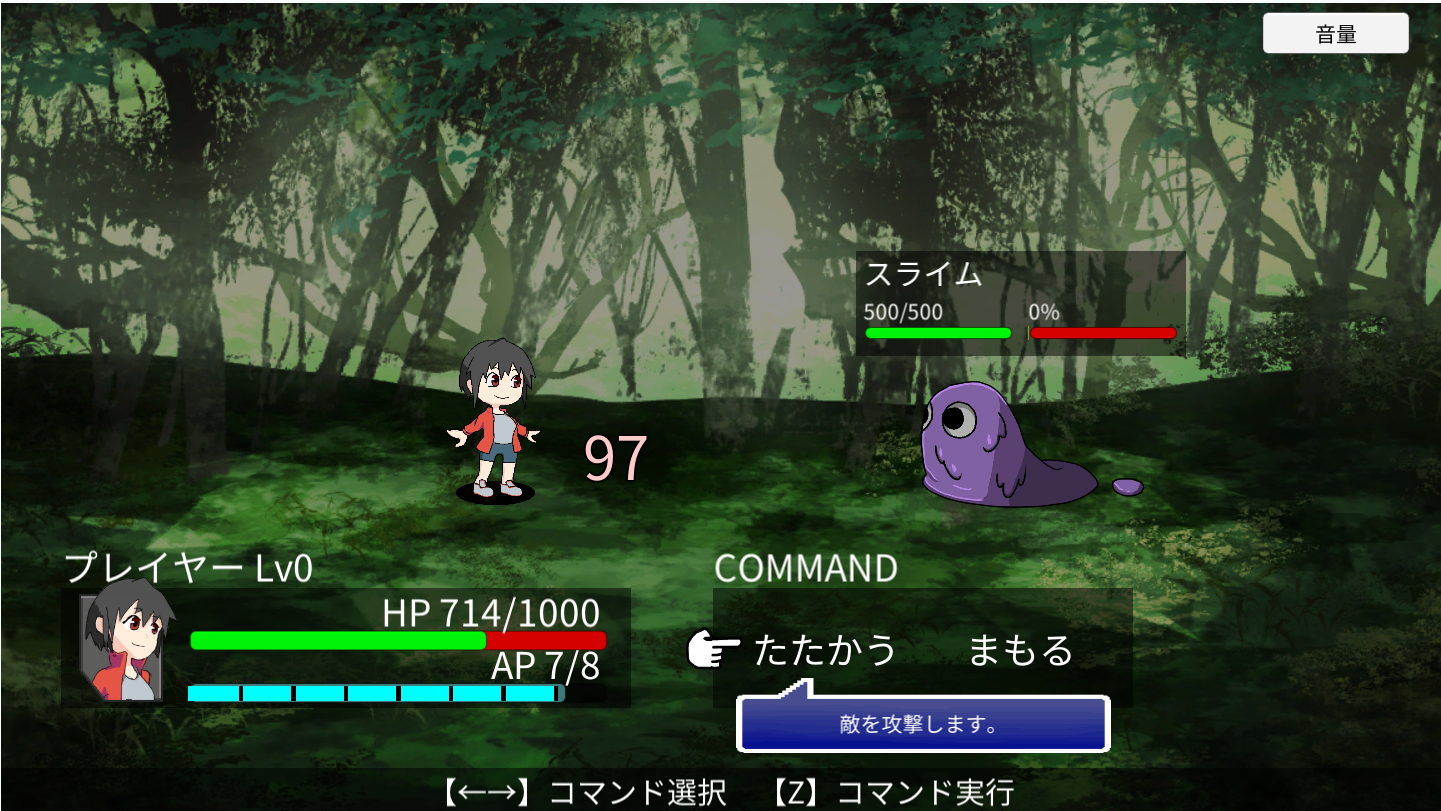 音量
スライム
500/500 0%
97
プレイヤー Lv0
HP 714/1000
AP 7/8
COMMAND
たたかう まもる
敵を攻撃します。
【←→】コマンド選択 【Z】コマンド実行